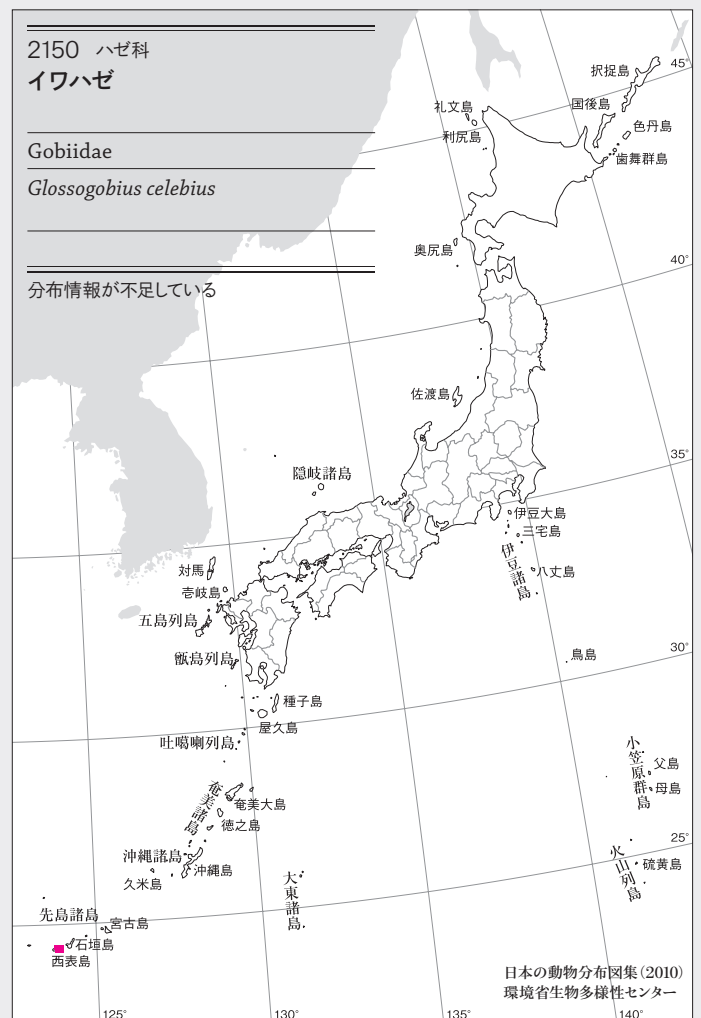 2150 ハゼ科
イワハゼ
Gobiidae
Glossogobius celebius
分布情報が不足している
45°
択捉島
礼文島
国後島
利尻島
色丹島
歯舞群島
奥尻島
40°
佐渡島
35°
隠岐諸島
伊豆大島
三宅島
伊豆諸島
八丈島
対馬
壱岐島
五島列島
甑島列島
鳥島
30°
種子島
屋久島
吐噶喇列島
小笠原群島
父島
母島
奄美諸島
奄美大島
徳之島
25°
沖縄諸島
沖縄島
久米島
火山列島
硫黄島
大東諸島
先島諸島
宮古島
石垣島
西表島
日本の動物分布図集(2010)
環境省生物多様性センター
125°
130°
135°
140°